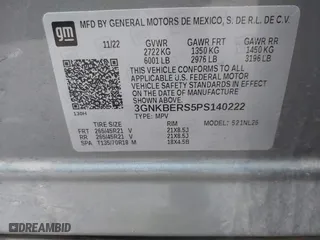 gm
MFD BY GENERAL MOTORS DE MEXICO, S. DE R.L. DE C.V.
11/22 GVWR GAWR FRT GAWR RR
2722 KG 1350 KG 1450 KG
6001 LB 2976 LB 3196 LB
THIS VEHICLE CONFORMS TO ALL
APPLICABLE U.S. FEDERAL MOTOR
VEHICLE SAFETY
STANDARDS IN EFFECT ON THE DATE OF
MANUFACTURE SHOWN ABOVE.
3GNKBERS5PS140222
TYPE: MPV MODEL: 521NL26
TIRE SIZE RIM
FRT 265/45R21 V 21X8.5J
RR 265/45R21 V 21X8.5J
SPA T135/70R18 M 18X4.5B
DREAMBIDCAR.COM